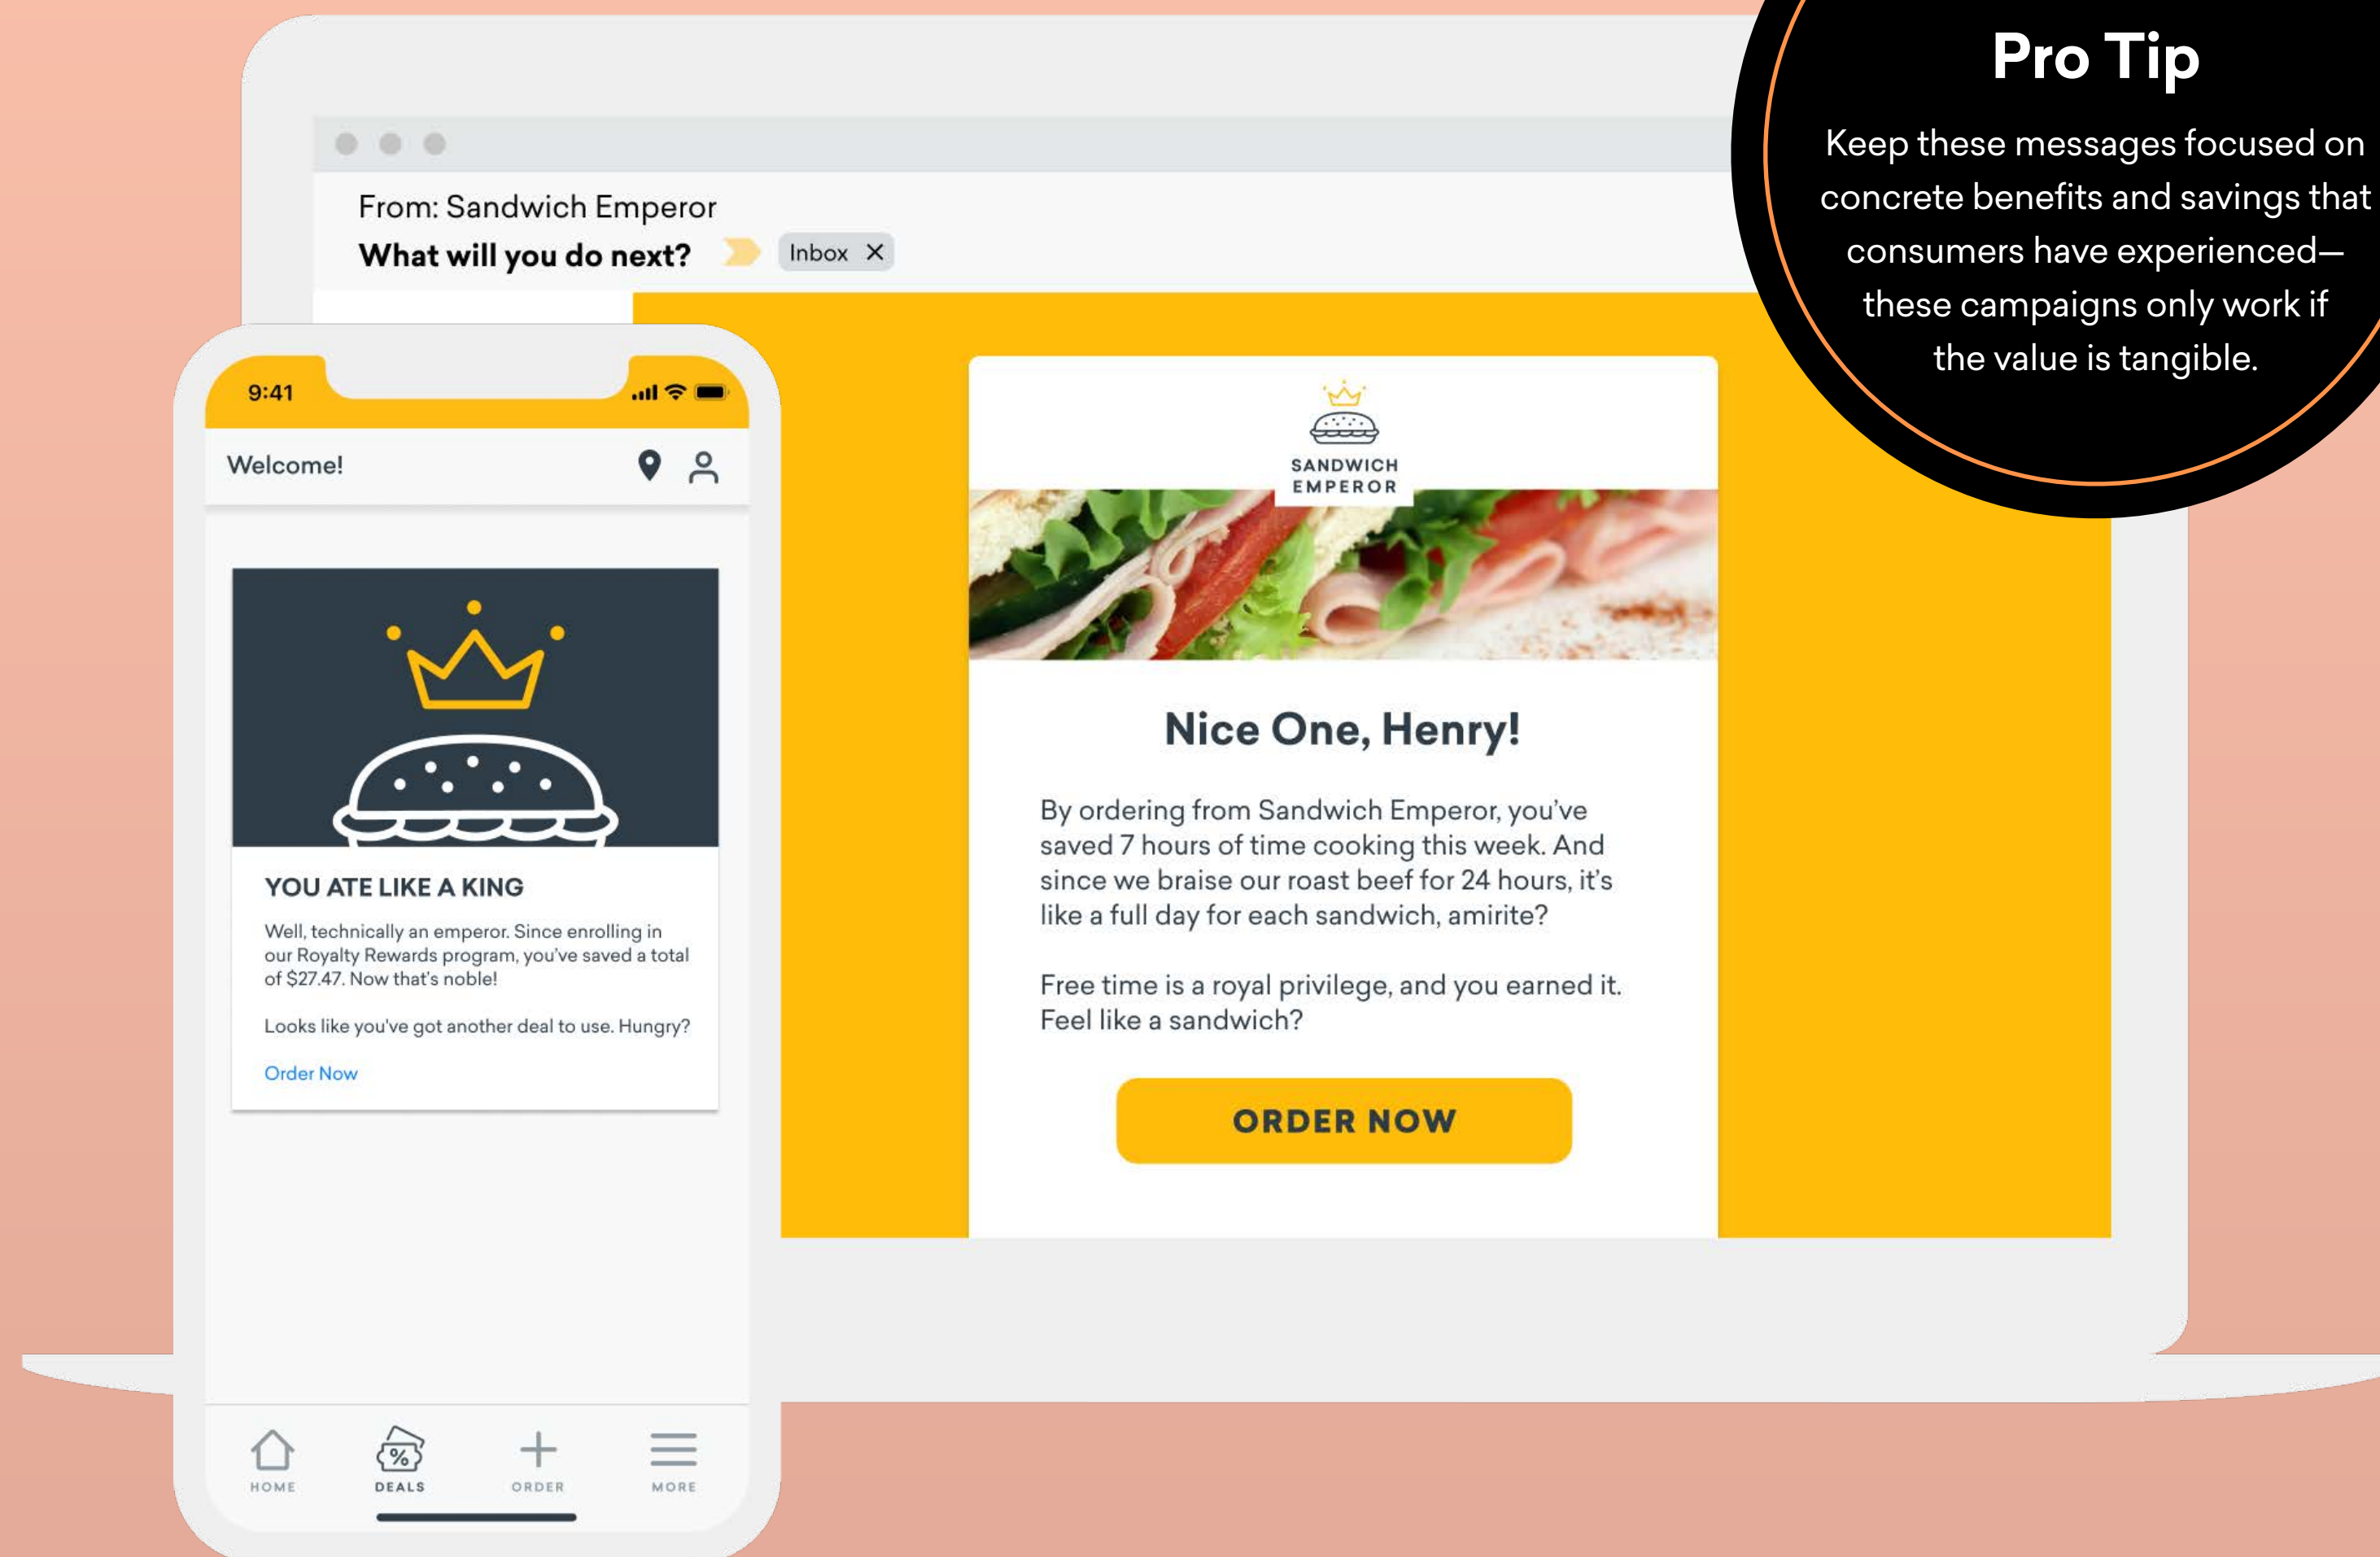 Pro Tip
Keep these messages focused on
concrete benefits and savings that
consumers have experienced—
these campaigns only work if
the value is tangible.
From: Sandwich Emperor
What will you do next?
Inbox X
9:41
Welcome!
YOU ATE LIKE A KING
Well, technically an emperor. Since enrolling in
our Royalty Rewards program, you've saved a total
of $27.47. Now that's noble!
Looks like you've got another deal to use. Hungry?
Order Now
%
HOME
DEALS
ORDER
MORE
SANDWICH
EMPEROR
Nice One, Henry!
By ordering from Sandwich Emperor, you've
saved 7 hours of time cooking this week. And
since we braise our roast beef for 24 hours, it's
like a full day for each sandwich, amirite?
Free time is a royal privilege, and you earned it.
Feel like a sandwich?
ORDER NOW